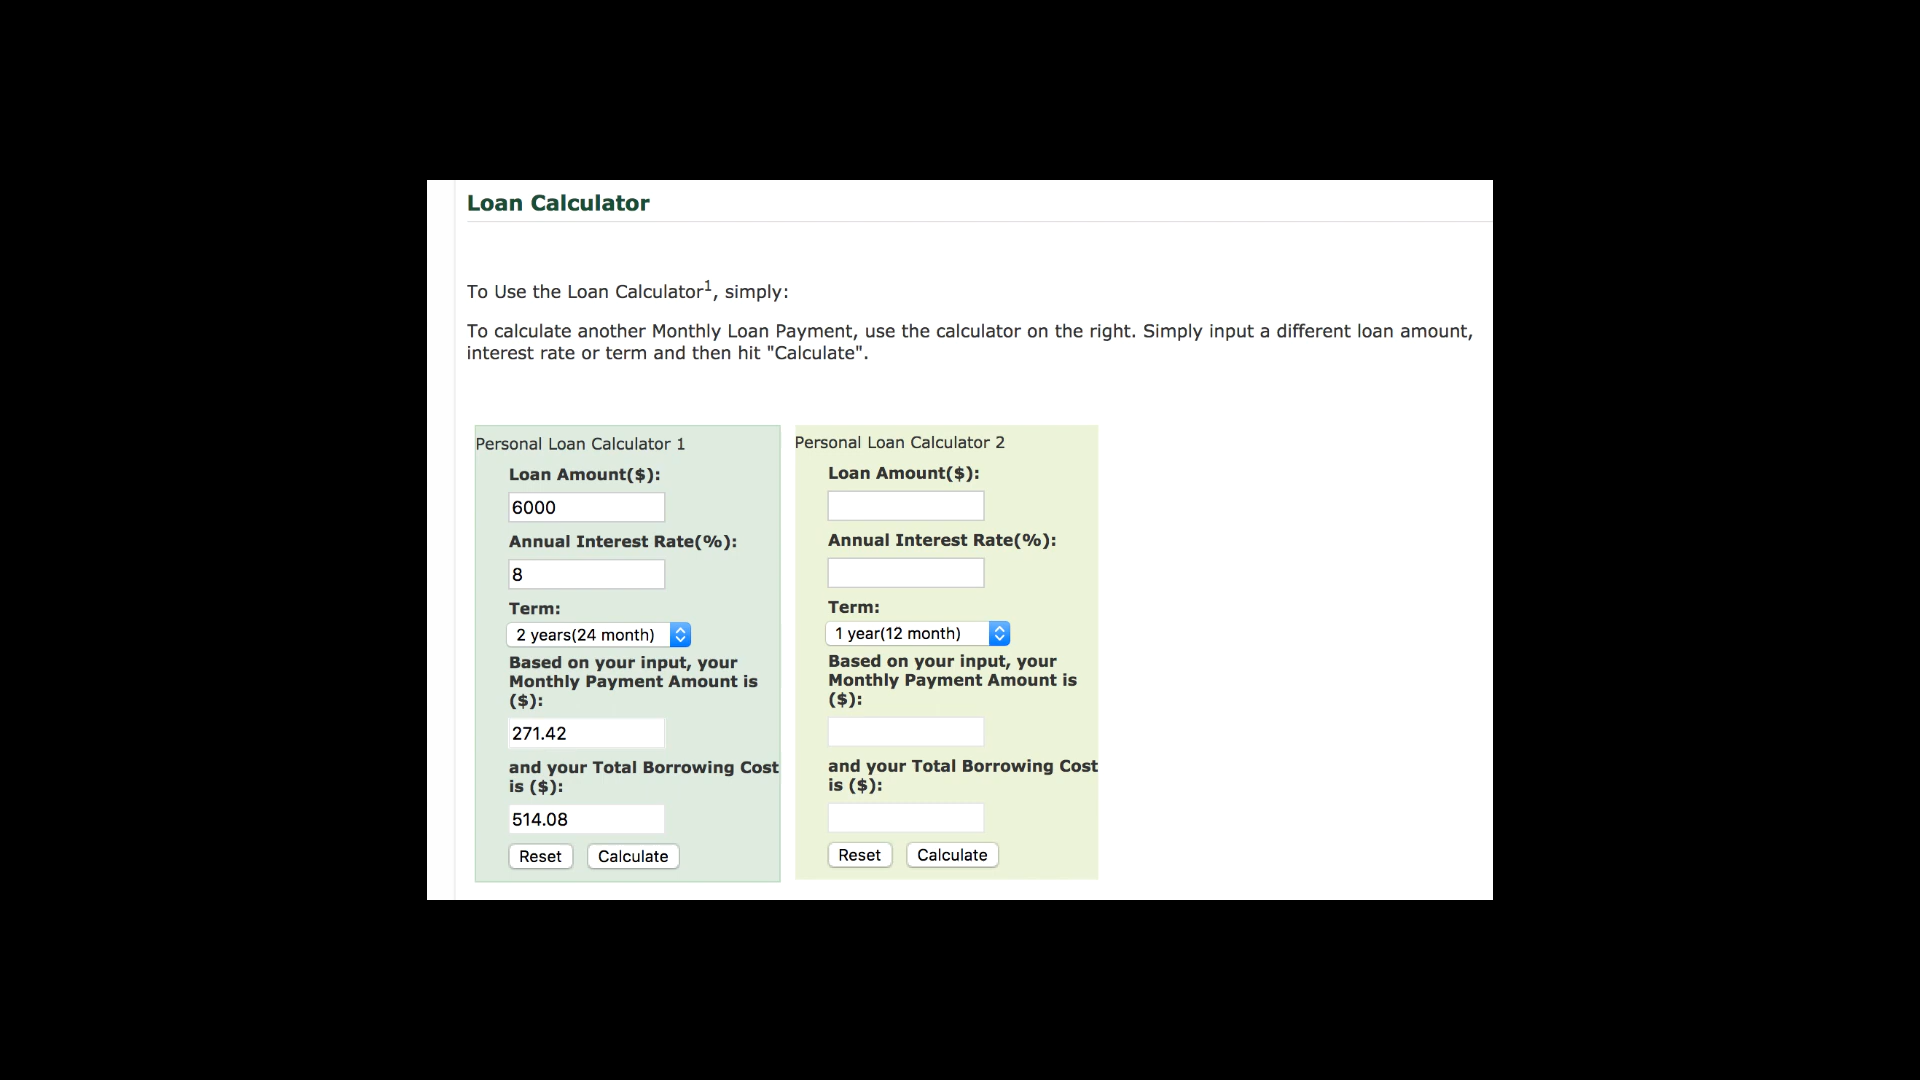 Loan Calculator
To Use the Loan Calculator1, simply:
To calculate another Monthly Loan Payment, use the calculator on the right. Simply input a different loan amount,
interest rate or term and then hit "Calculate".
Personal Loan Calculator 1
Loan Amount($):
6000
Annual Interest Rate(%):
8
Term:
2 years(24 month)
Based on your input, your
Monthly Payment Amount is
($):
271.42
and your Total Borrowing Cost
is ($):
514.08
Reset Calculate
Personal Loan Calculator 2
Loan Amount($):
Annual Interest Rate(%):
Term:
1 year(12 month)
Based on your input, your
Monthly Payment Amount is
($):
and your Total Borrowing Cost
is ($):
Reset Calculate